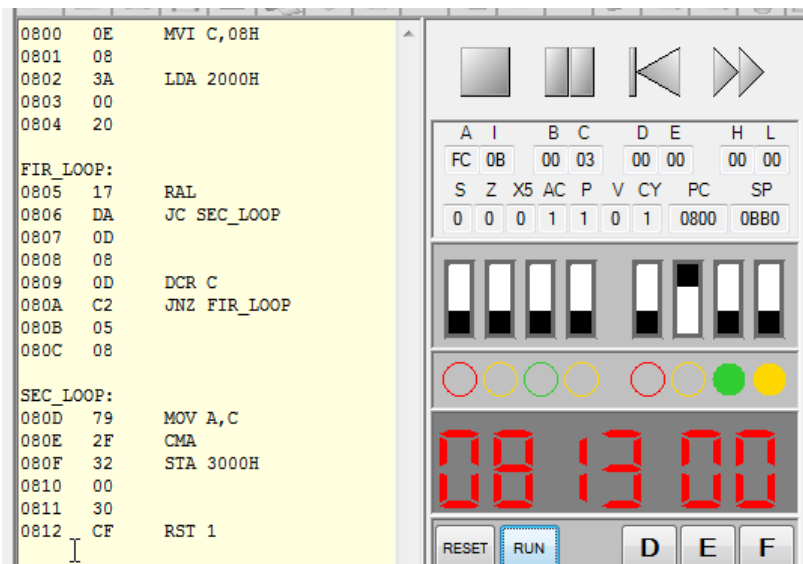 0800 0E MVI C,08H
0801 08
0802 3A LDA 2000H
0803 00
0804 20
FIR_LOOP:
0805 17 RAL
0806 DA JC SEC_LOOP
0807 0D
0808 08
0809 0D DCR C
080A C2 JNZ FIR_LOOP
080B 05
080C 08
SEC_LOOP:
080D 79 MOV A,C
080E 2F CMA
080F 32 STA 3000H
0810 00
0811 30
0812 CF RST 1
A I B C D E H L
FC 0B 00 03 00 00 00 00
S Z X5 AC P V CY PC SP
0 0 0 1 1 0 1 0800 0BB0
0813 00
RESET RUN D E F